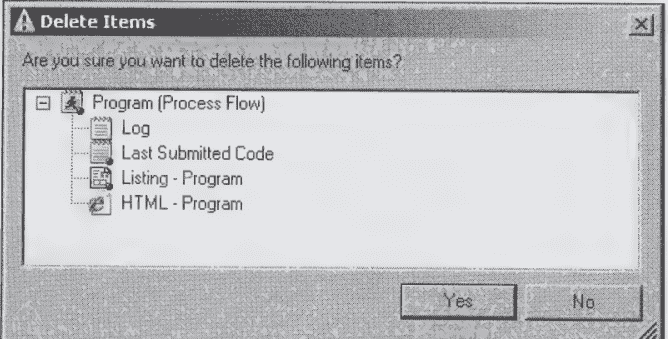 Delete Items
Are you sure you want to delete the following items?
Program (Process Flow)
Log
Last Submitted Code
Listing - Program
HTML - Program
Yes
No